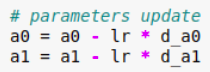 # parameters update
a0 = a0 - lr * d_a0
a1 = a1 - lr * d_a1